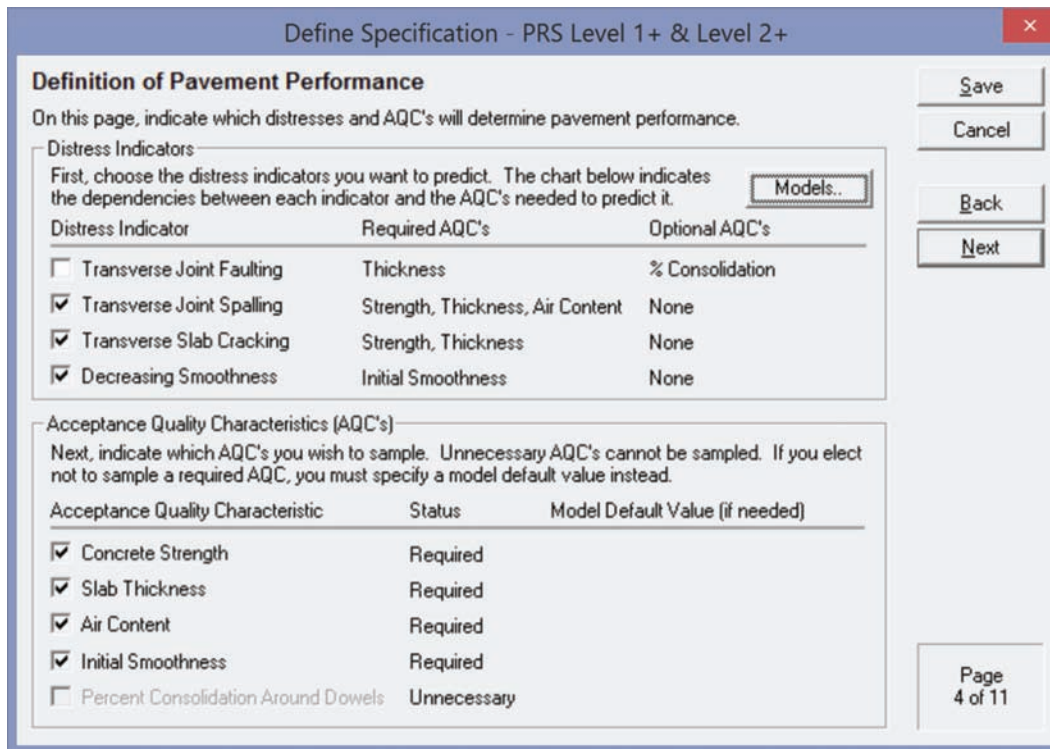 Define Specification - PRS Level 1+ & Level 2+
Definition of Pavement Performance
On this page, indicate which distresses and AQC's will determine pavement performance.
Distress Indicators
First, choose the distress indicators you want to predict. The chart below indicates
the dependencies between each indicator and the AQC's needed to predict it.
Models..
Distress Indicator Required AQC's Optional AQC's
Transverse Joint Faulting Thickness % Consolidation
Transverse Joint Spalling Strength, Thickness, Air Content None
Transverse Slab Cracking Strength, Thickness None
Decreasing Smoothness Initial Smoothness None
Acceptance Quality Characteristics (AQC's)
Next, indicate which AQC's you wish to sample. Unnecessary AQC's cannot be sampled. If you elect
not to sample a required AQC, you must specify a model default value instead.
Acceptance Quality Characteristic Status Model Default Value (if needed)
Concrete Strength Required
Slab Thickness Required
Air Content Required
Initial Smoothness Required
Percent Consolidation Around Dowels Unnecessary
Save
Cancel
Back
Next
Page
4 of 11